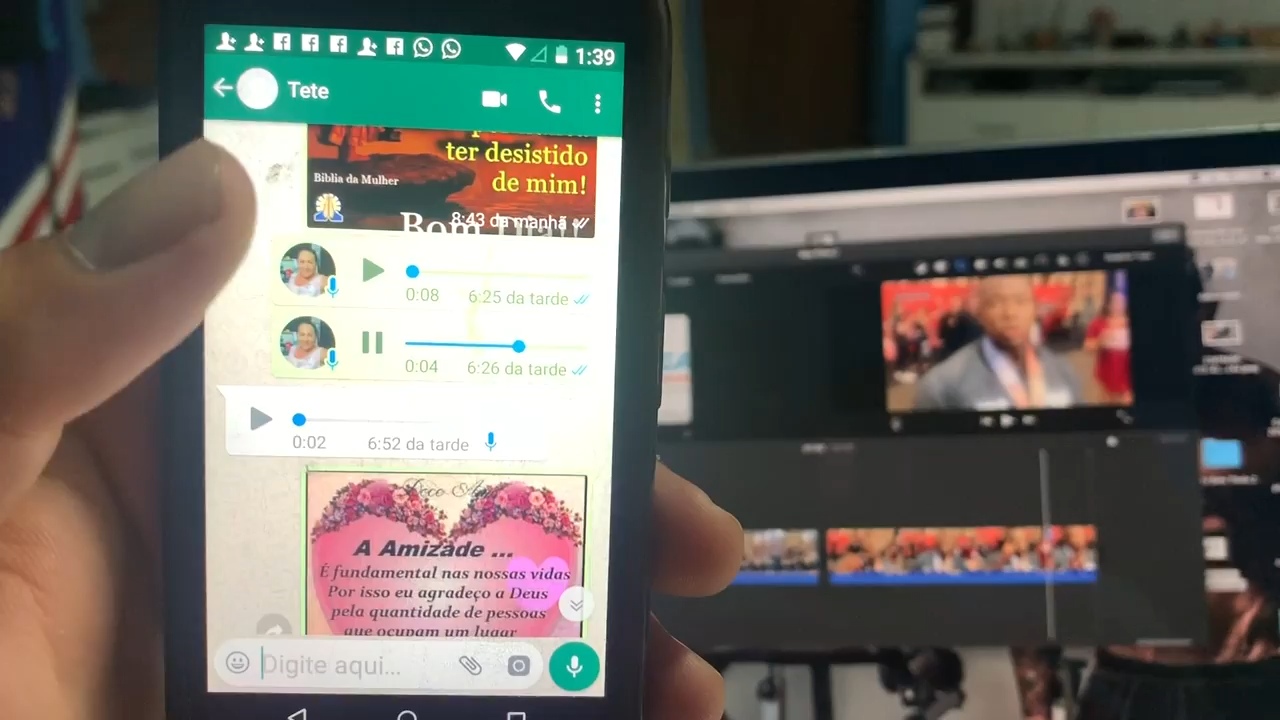 1:39
Tete
ter desistido
de mim!
Biblia da Mulher
8:43 da manhã
Bom
0:08 6:25 da tarde
0:04 6:26 da tarde
0:02 6:52 da tarde
A Amizade ...
É fundamental nas nossas vidas
Por isso eu agradeço a Deus
pela quantidade de pessoas
que ocupam um lugar
Digite aqui...